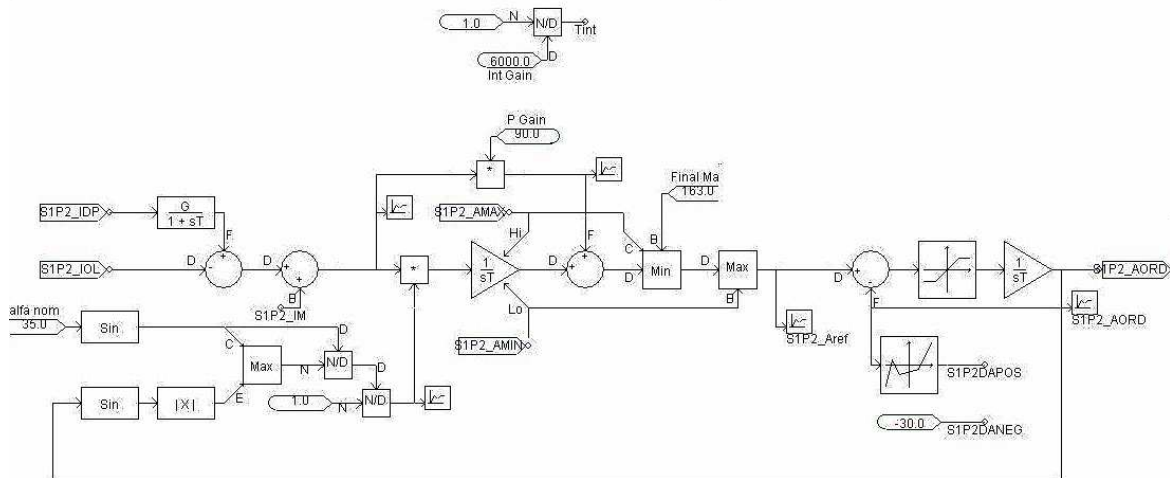 1.0 N N/D Tint
D
6000.0
Int Gain
P Gain
90.0
*
Final Ma
163.0
S1P2_IDP
G
1 + sT
F
S1P2_AMAX
Hi
F
C
B
S1P2_IOL D - + D + + B
S1P2_IM
*
1
sT
D + + D
Min
D
Max
B
D + -
F
1
sT
S1P2_AORD
S1P2_AORD
S1P2_Aref
Lo
S1P2_AMIN
alfa nom
35.0
Sin
C
D
Max
N N/D D
E
Sin
|X|
1.0 N N/D
S1P2DAPOS
-30.0
S1P2DANEG